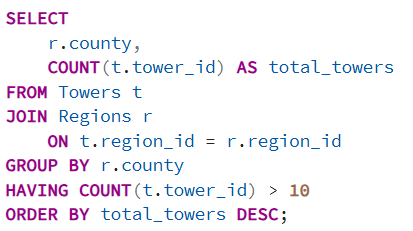 SELECT
    r.county,
    COUNT(t.tower_id) AS total_towers
FROM Towers t
JOIN Regions r
    ON t.region_id = r.region_id
GROUP BY r.county
HAVING COUNT(t.tower_id) > 10
ORDER BY total_towers DESC;